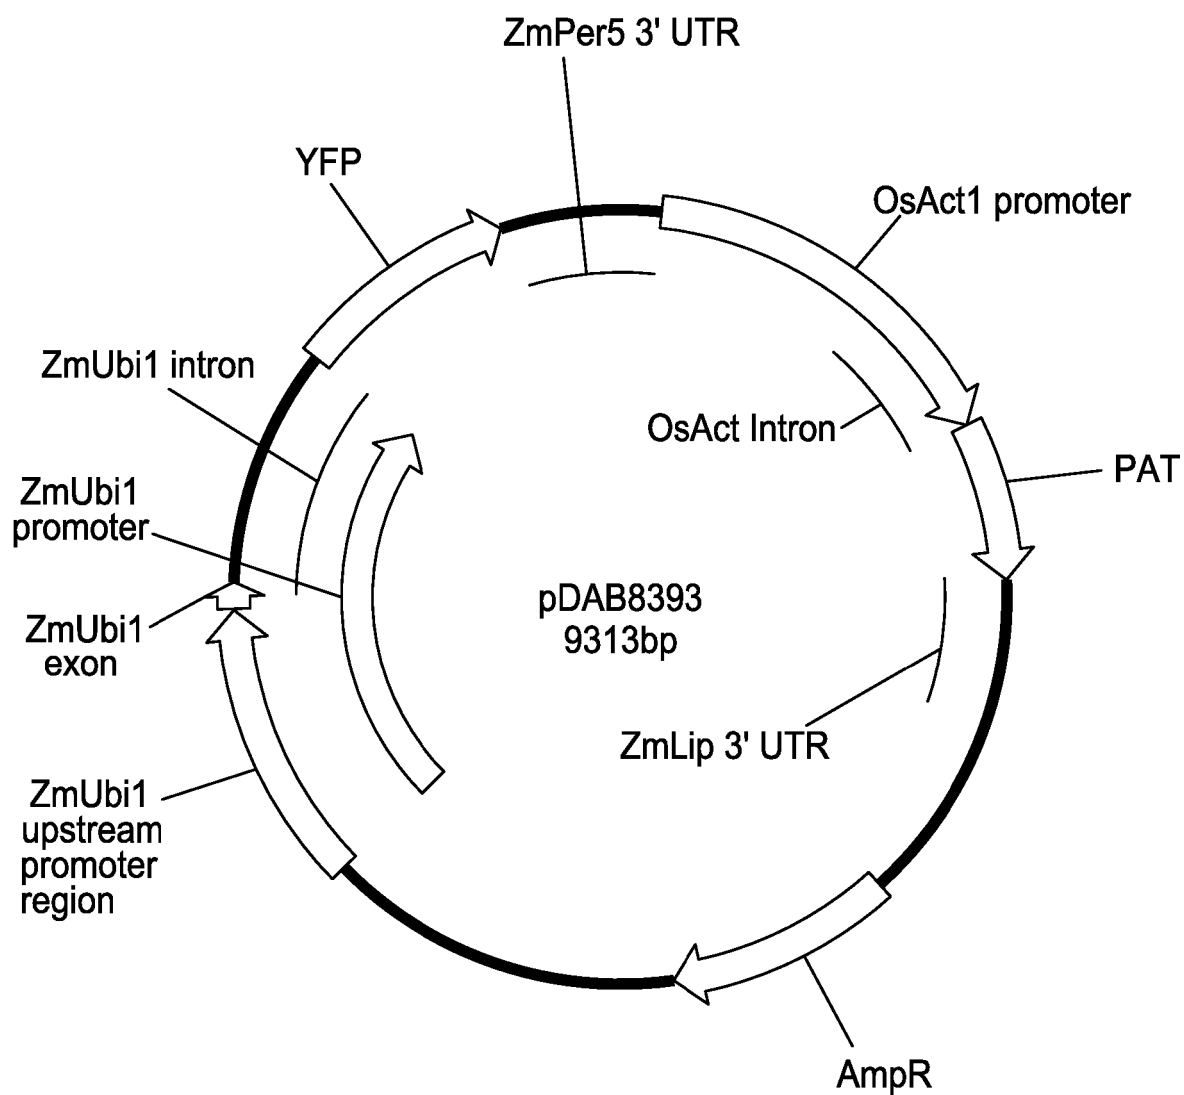 ZmPer5 3' UTR
YFP
OsAct1 promoter
ZmUbi1 intron
OsAct Intron
PAT
ZmUbi1
promoter
pDAB8393
9313bp
ZmUbi1
exon
ZmLip 3' UTR
ZmUbi1
upstream
promoter
region
AmpR